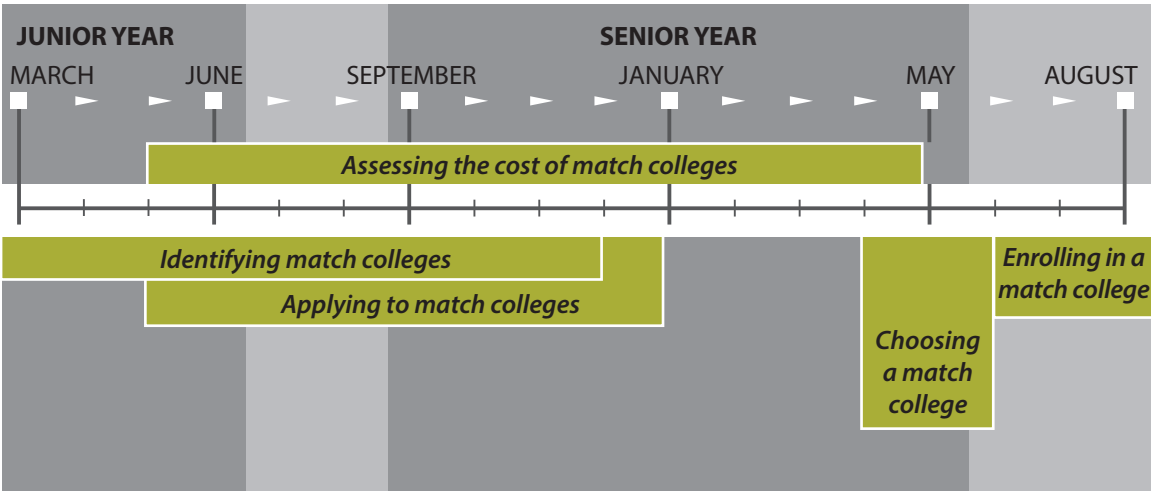 JUNIOR YEAR
SENIOR YEAR
MARCH
JUNE
SEPTEMBER
JANUARY
MAY
AUGUST
Assessing the cost of match colleges
Identifying match colleges
Applying to match colleges
Choosing
a match
college
Enrolling in a
match college